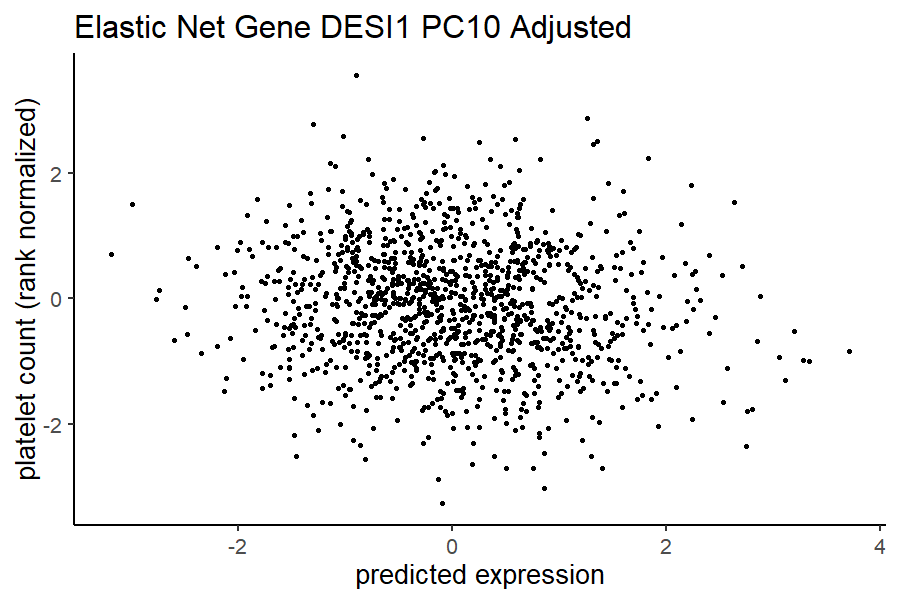 Elastic Net Gene DESI1 PC10 Adjusted
platelet count (rank normalized)
2
0
-2
-2
0
2
4
predicted expression